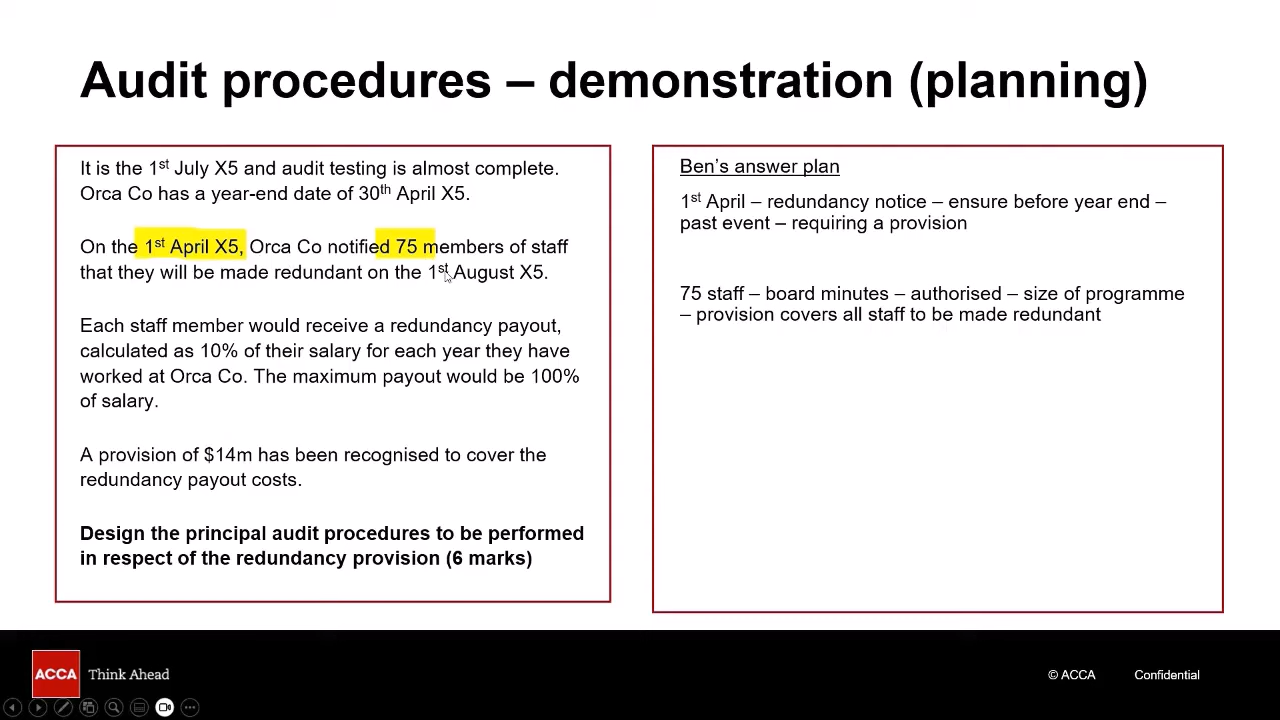 Audit procedures – demonstration (planning)
It is the 1st July X5 and audit testing is almost complete.
Orca Co has a year-end date of 30th April X5.
On the 1st April X5, Orca Co notified 75 members of staff
that they will be made redundant on the 1st August X5.
Each staff member would receive a redundancy payout,
calculated as 10% of their salary for each year they have
worked at Orca Co. The maximum payout would be 100%
of salary.
A provision of $14m has been recognised to cover the
redundancy payout costs.
Design the principal audit procedures to be performed
in respect of the redundancy provision (6 marks)
Ben's answer plan
1st April – redundancy notice – ensure before year end –
past event – requiring a provision
75 staff – board minutes – authorised – size of programme
– provision covers all staff to be made redundant
ACCA Think Ahead
© ACCA Confidential